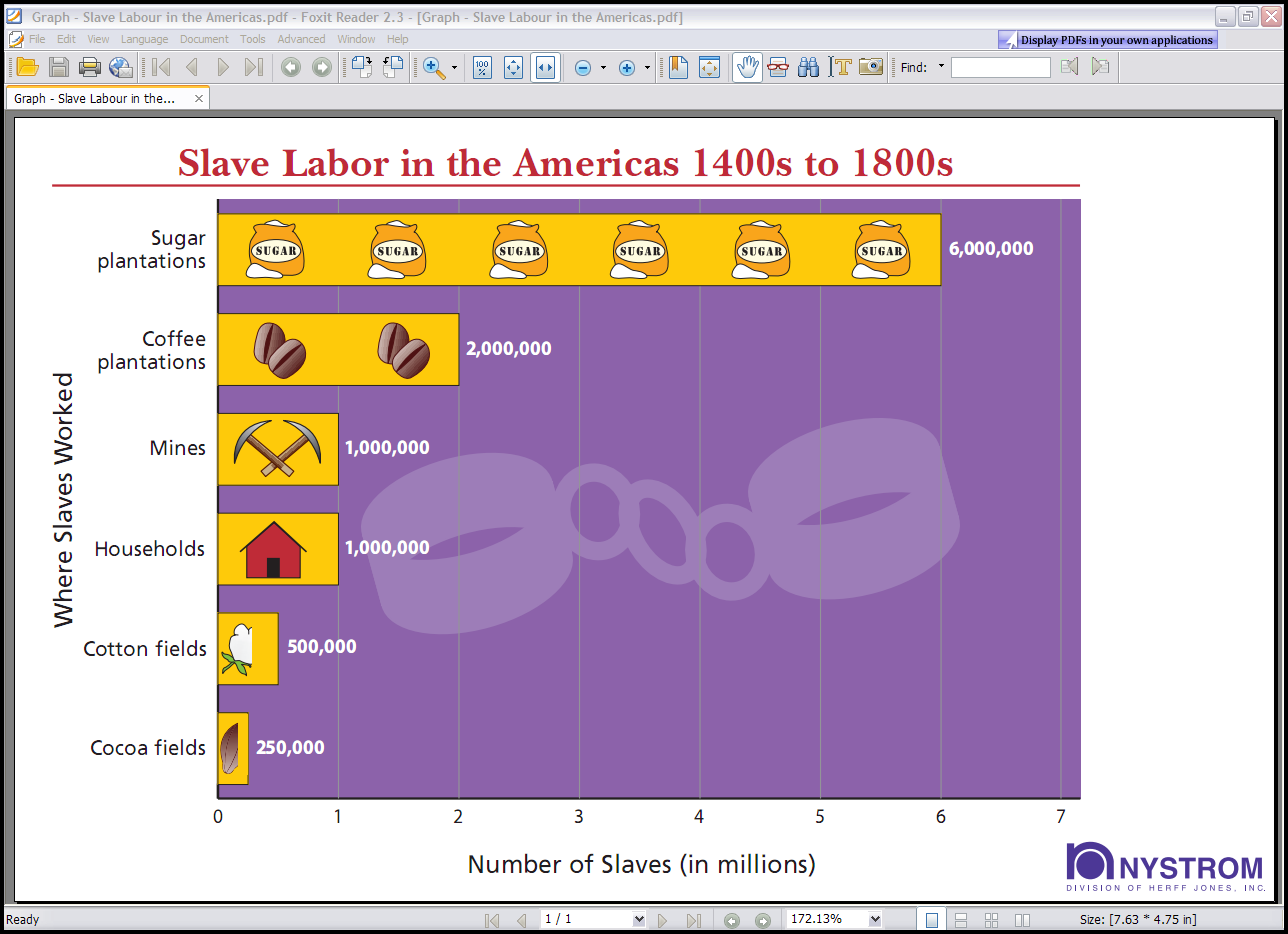 Graph - Slave Labour in the Americas.pdf - Foxit Reader 2.3 - [Graph - Slave Labour in the Americas.pdf]
File Edit View Language Document Tools Advanced Window Help
Display PDFs in your own applications
100 %
Find:
Graph - Slave Labour in the...
Slave Labor in the Americas 1400s to 1800s
Where Slaves Worked
Sugar
plantations
SUGAR SUGAR SUGAR SUGAR SUGAR SUGAR
6,000,000
Coffee
plantations
2,000,000
Mines
1,000,000
Households
1,000,000
Cotton fields
500,000
Cocoa fields
250,000
0 1 2 3 4 5 6 7
Number of Slaves (in millions)
n NYSTROM
DIVISION OF HERFF JONES, INC.
Ready
1 / 1
172.13%
Size: [7.63 * 4.75 in]